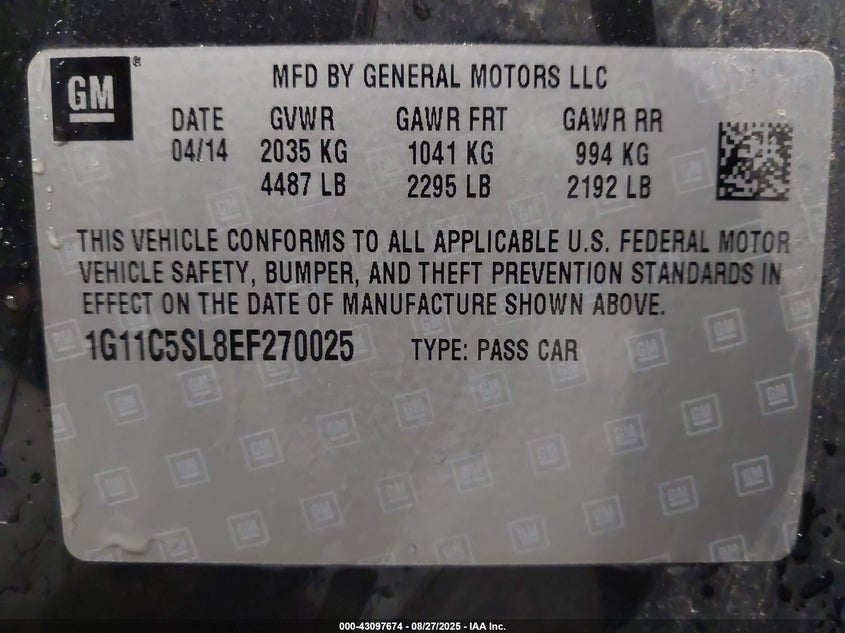 GM®
MFD BY GENERAL MOTORS LLC
DATE GVWR GAWR FRT GAWR RR
04/14 2035 KG 1041 KG 994 KG
4487 LB 2295 LB 2192 LB
THIS VEHICLE CONFORMS TO ALL APPLICABLE U.S. FEDERAL MOTOR
VEHICLE SAFETY, BUMPER, AND THEFT PREVENTION STANDARDS IN
EFFECT ON THE DATE OF MANUFACTURE SHOWN ABOVE.
1G11C5SL8EF270025 TYPE: PASS CAR
000-43097674 - 08/27/2025 - IAA Inc.